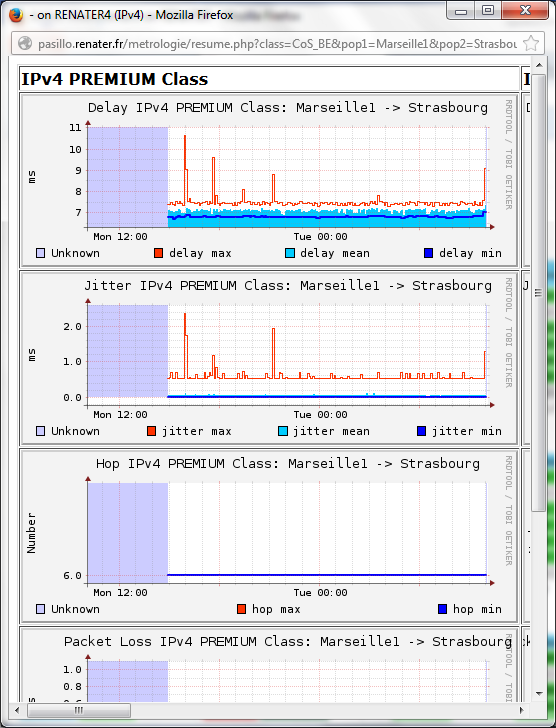 - on RENATER4 (IPv4) - Mozilla Firefox
pasillo.renater.fr/metrologie/resume.php?class=CoS_BE&pop1=Marseille1&pop2=Strasbou
IPv4 PREMIUM Class
Delay IPv4 PREMIUM Class: Marseille1 -> Strasbourg
RRDTOOL / TOBI OETIKER
ms
11
10
9
8
7
Mon 12:00 Tue 00:00
Unknown delay max delay mean delay min
Jitter IPv4 PREMIUM Class: Marseille1 -> Strasbourg
RRDTOOL / TOBI OETIKER
ms
2.0
1.0
0.0
Mon 12:00 Tue 00:00
Unknown jitter max jitter mean jitter min
Hop IPv4 PREMIUM Class: Marseille1 -> Strasbourg
RRDTOOL / TOBI OETIKER
Number
6.0
Mon 12:00 Tue 00:00
Unknown hop max hop min
Packet Loss IPv4 PREMIUM Class: Marseille1 -> Strasbourg
1.0
0.8
0.6